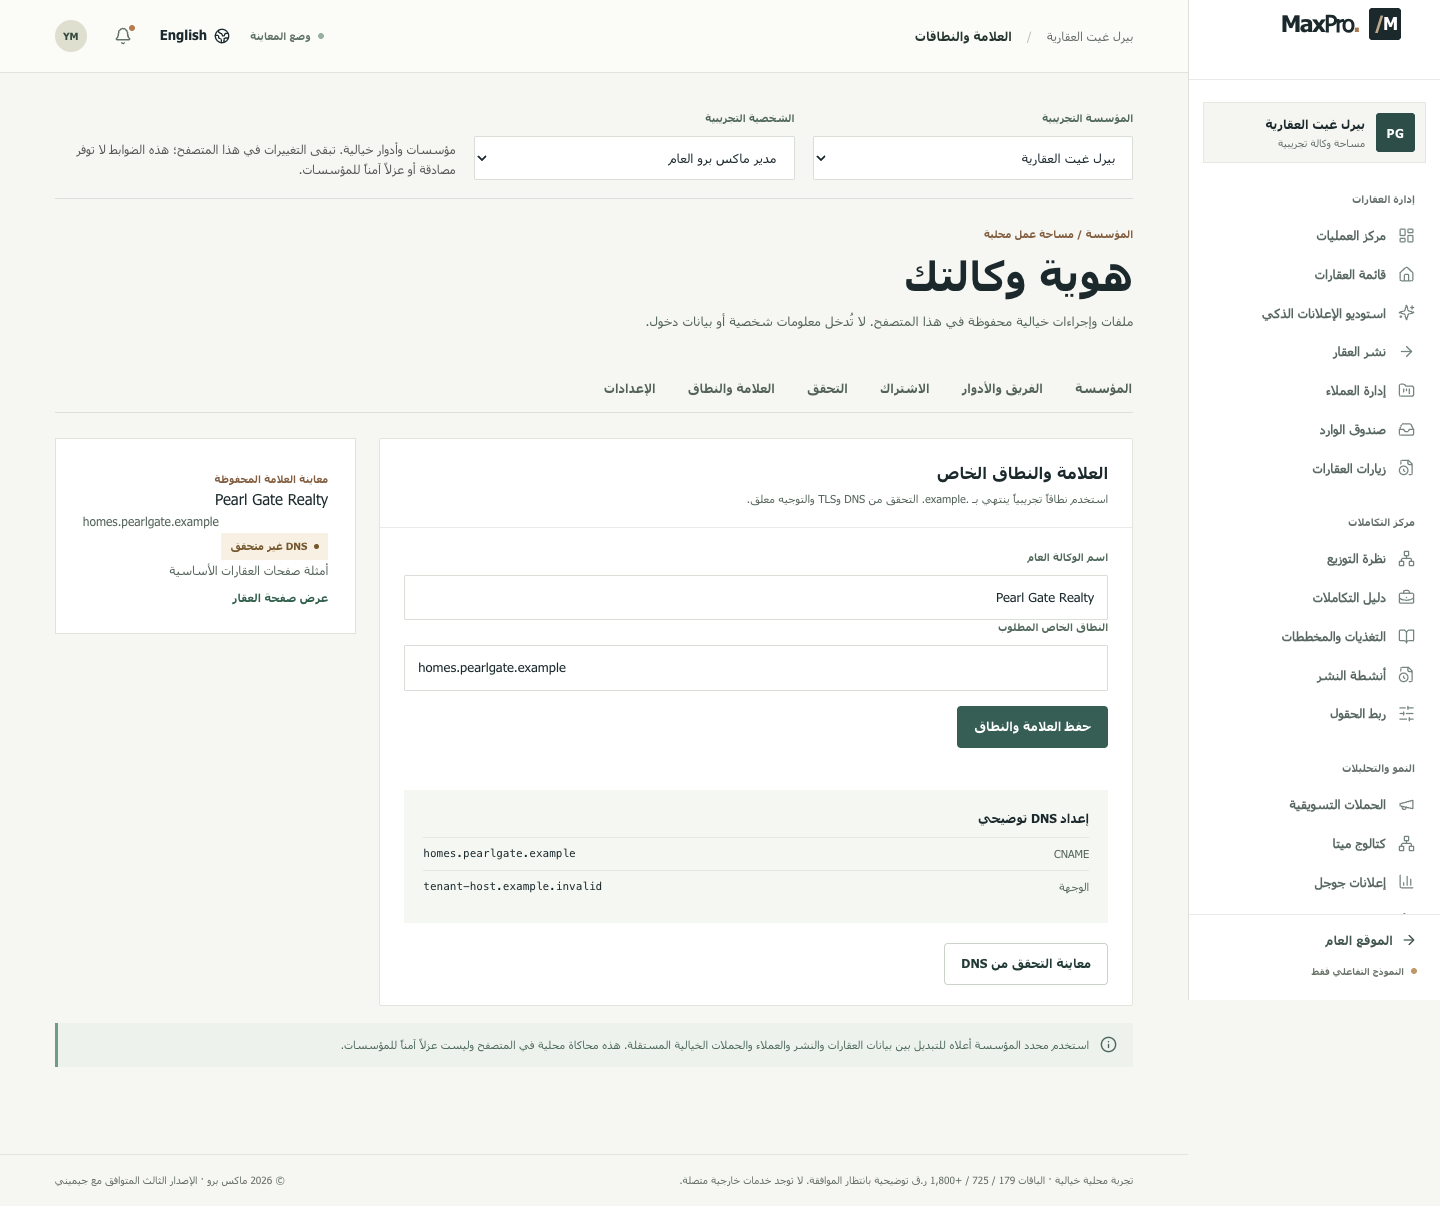 MaxPro.
/M
PG
بيرل غيت العقارية
مساحة وكالة تجريبية
إدارة العقارات
مركز العمليات
قائمة العقارات
استوديو الإعلانات الذكي
نشر العقار
إدارة العملاء
صندوق الوارد
زيارات العقارات
مركز التكاملات
نظرة التوزيع
دليل التكاملات
التغذيات والمخططات
أنشطة النشر
ربط الحقول
النمو والتحليلات
الحملات التسويقية
كتالوج ميتا
إعلانات جوجل
الموقع العام
النموذج التفاعلي فقط
بيرل غيت العقارية / العلامة والنطاقات
وضع المعاينة
English
YM
المؤسسة التجريبية
بيرل غيت العقارية
الشخصية التجريبية
مدير ماكس برو العام
مؤسسات وأدوار خيالية. تبقى التغييرات في هذا المتصفح؛ هذه الضوابط لا توفر
مصادقة أو عزلاً آمناً للمؤسسات.
المؤسسة / مساحة عمل محلية
هوية وكالتك
ملفات وإجراءات خيالية محفوظة في هذا المتصفح. لا تُدخل معلومات شخصية أو بيانات دخول.
المؤسسة
الفريق والأدوار
الاشتراك
التحقق
العلامة والنطاق
الإعدادات
العلامة والنطاق الخاص
استخدم نطاقاً تجريبياً ينتهي بـ .example. التحقق من DNS وTLS والتوجيه معلق.
اسم الوكالة العام
Pearl Gate Realty
النطاق الخاص المطلوب
homes.pearlgate.example
حفظ العلامة والنطاق
إعداد DNS توضيحي
CNAME
homes.pearlgate.example
الوجهة
tenant-host.example.invalid
معاينة التحقق من DNS
معاينة العلامة المحفوظة
Pearl Gate Realty
homes.pearlgate.example
DNS غير متحقق
أمثلة صفحات العقارات الأساسية
عرض صفحة العقار
استخدم محدد المؤسسة أعلاه للتبديل بين بيانات العقارات والنشر والعملاء والحملات الخيالية المستقلة. هذه محاكاة محلية في المتصفح وليست عزلاً آمناً للمؤسسات.
تجربة محلية خيالية · الباقات 179 / 725 / +1,800 ر.ق توضيحية بانتظار الموافقة. لا توجد خدمات خارجية متصلة.
© 2026 ماكس برو · الإصدار الثالث المتوافق مع جيميني